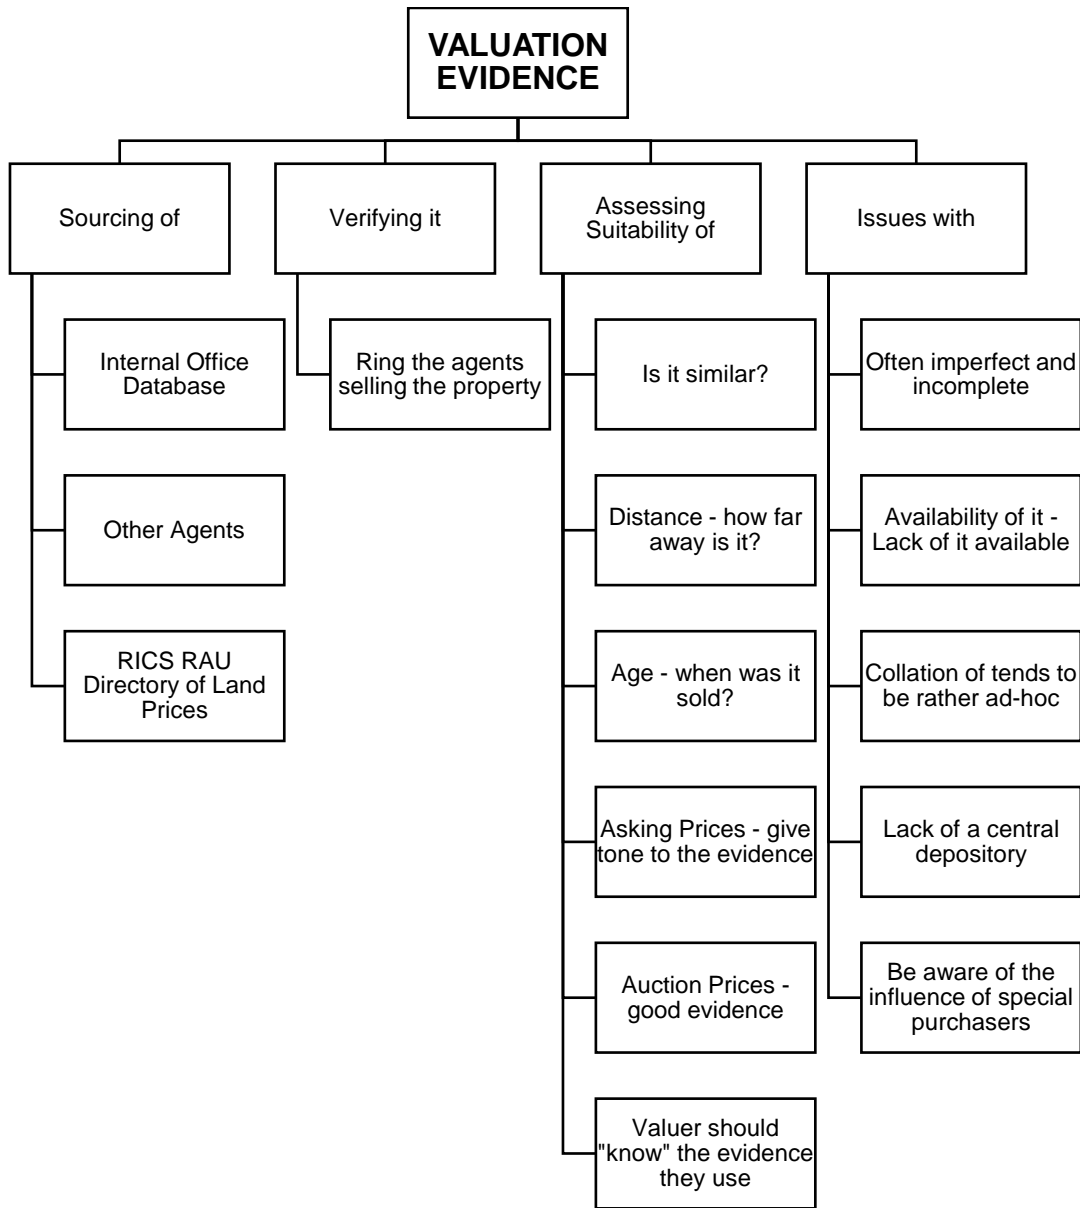 VALUATION
EVIDENCE
Sourcing of
Verifying it
Assessing
Suitability of
Issues with
Internal Office
Database
Other Agents
RICS RAU
Directory of Land
Prices
Ring the agents
selling the property
Is it similar?
Distance - how far
away is it?
Age - when was it
sold?
Asking Prices - give
tone to the evidence
Auction Prices -
good evidence
Valuer should
"know" the evidence
they use
Often imperfect and
incomplete
Availability of it -
Lack of it available
Collation of tends to
be rather ad-hoc
Lack of a central
depository
Be aware of the
influence of special
purchasers